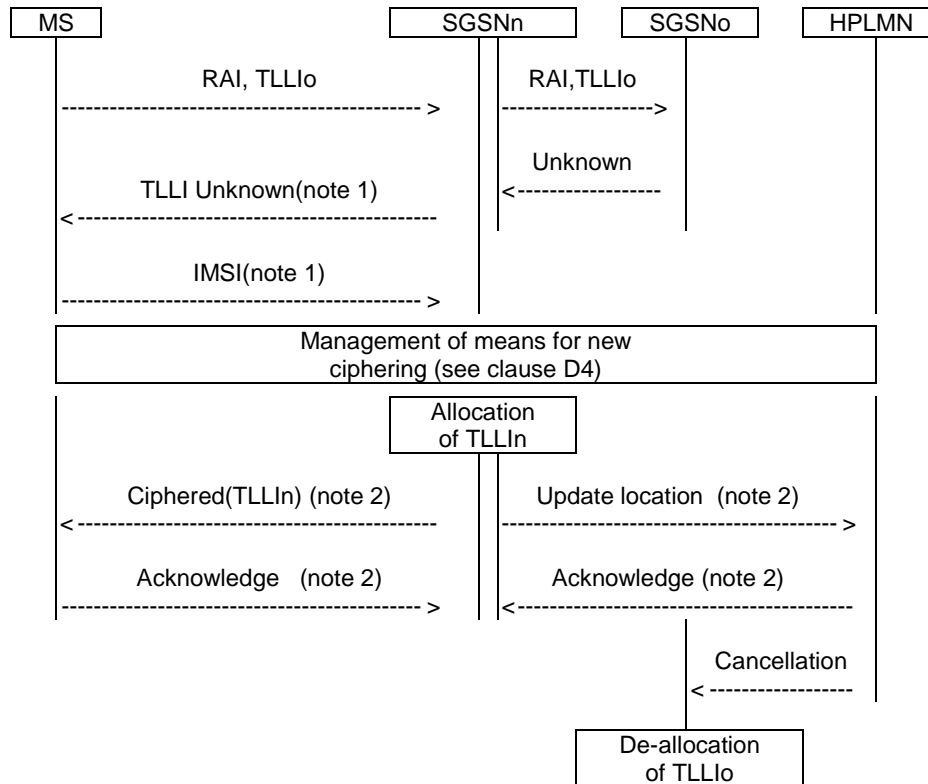 MS SGSNn SGSNo HPLMN
RAI, TLLIo RAI,TLLIo
Unknown
TLLI Unknown(note 1)
IMSI(note 1)
Management of means for new
ciphering (see clause D4)
Allocation
of TLLIn
Ciphered(TLLIn) (note 2) Update location (note 2)
Acknowledge (note 2) Acknowledge (note 2)
Cancellation
De-allocation
of TLLIo